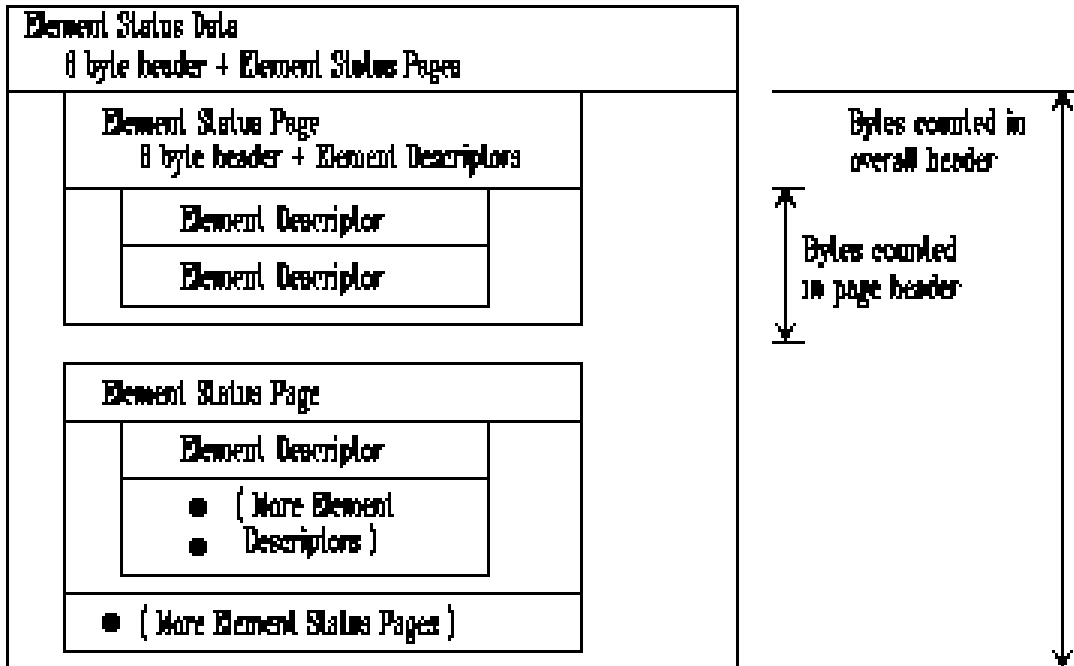 Element Status Data
8 byte header + Element Status Pages
Element Status Page
8 byte header + Element Descriptors
Element Descriptor
Element Descriptor
Bytes counted in
overall header
Bytes counted
in page header
Element Status Page
Element Descriptor
( More Element
Descriptors )
( More Element Status Pages )